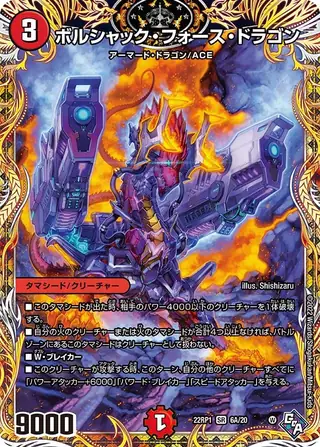 3
ボルシャック・フォース・ドラゴン
アーマード・ドラゴン/ACE
illus. Shishizaru
タマシード/クリーチャー
■このタマシードが出た時、相手のパワー4000以下のクリーチャーを1体破壊する。
■自分の火のクリーチャーまたは火のタマシードが合計4つ以上なければ、バトルゾーンにあるこのタマシードはクリーチャーとして扱わない。
■W・ブレイカー
■このクリーチャーが攻撃する時、このターン、自分の他のクリーチャーすべてに「パワーアタッカー+6000」「パワード・ブレイカー」「スピードアタッカー」を与える。
9000
1
22RP1 SR 6A/20 W